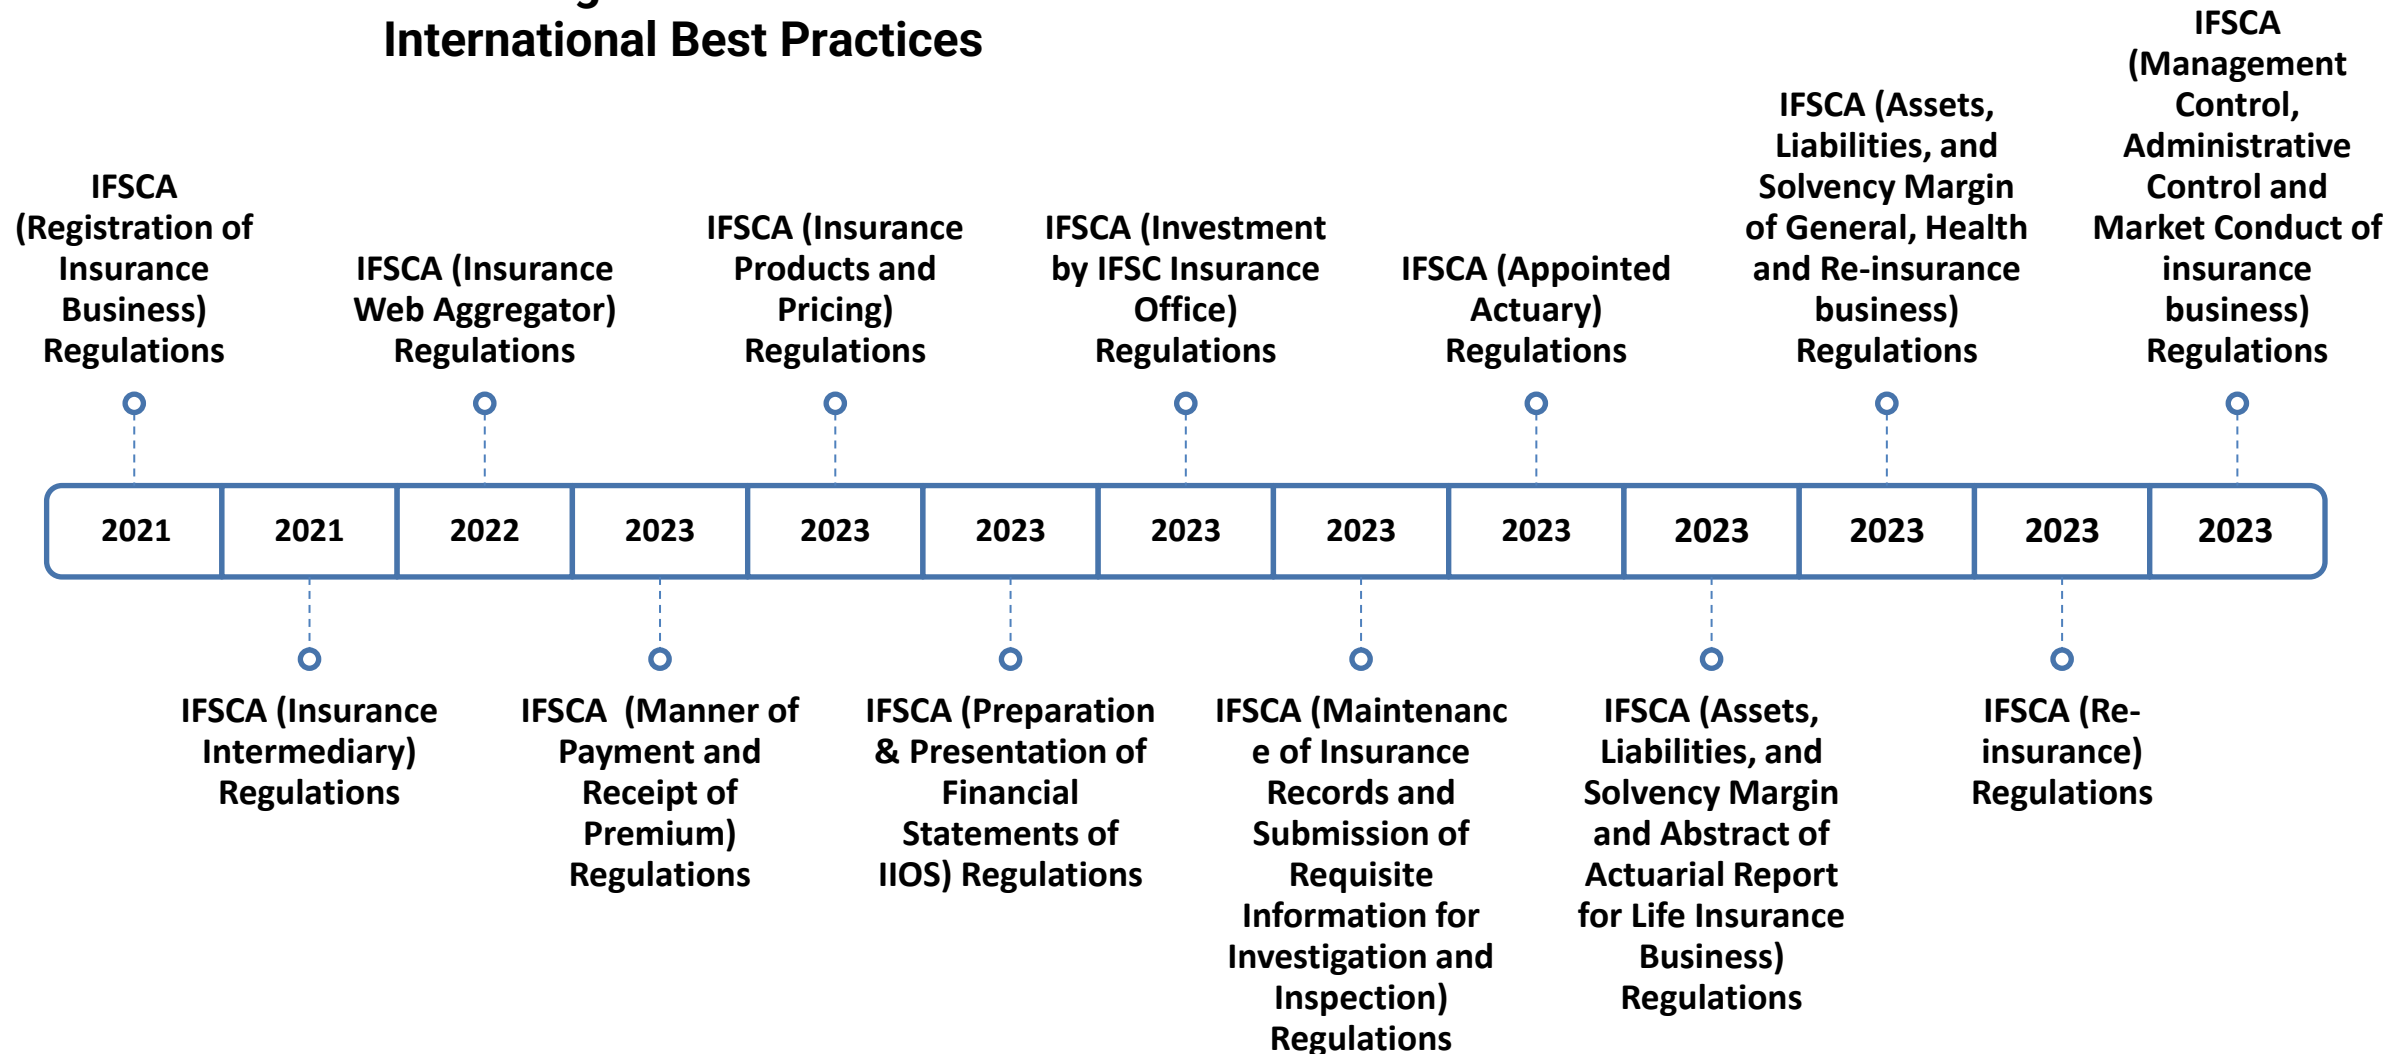 International Best Practices
IFSCA
(Registration of
Insurance
Business)
Regulations
IFSCA (Insurance
Web Aggregator)
Regulations
IFSCA (Insurance
Products and
Pricing)
Regulations
IFSCA (Investment
by IFSC Insurance
Office)
Regulations
IFSCA (Appointed
Actuary)
Regulations
IFSCA (Assets,
Liabilities, and
Solvency Margin
of General, Health
and Re-insurance
business)
Regulations
IFSCA
(Management
Control,
Administrative
Control and
Market Conduct of
insurance
business)
Regulations
2021 2021 2022 2023 2023 2023 2023 2023 2023 2023 2023 2023 2023
IFSCA (Insurance
Intermediary)
Regulations
IFSCA  (Manner of
Payment and
Receipt of
Premium)
Regulations
IFSCA (Preparation
& Presentation of
Financial
Statements of
IIOS) Regulations
IFSCA (Maintenanc
e of Insurance
Records and
Submission of
Requisite
Information for
Investigation and
Inspection)
Regulations
IFSCA (Assets,
Liabilities, and
Solvency Margin
and Abstract of
Actuarial Report
for Life Insurance
Business)
Regulations
IFSCA (Re-
insurance)
Regulations